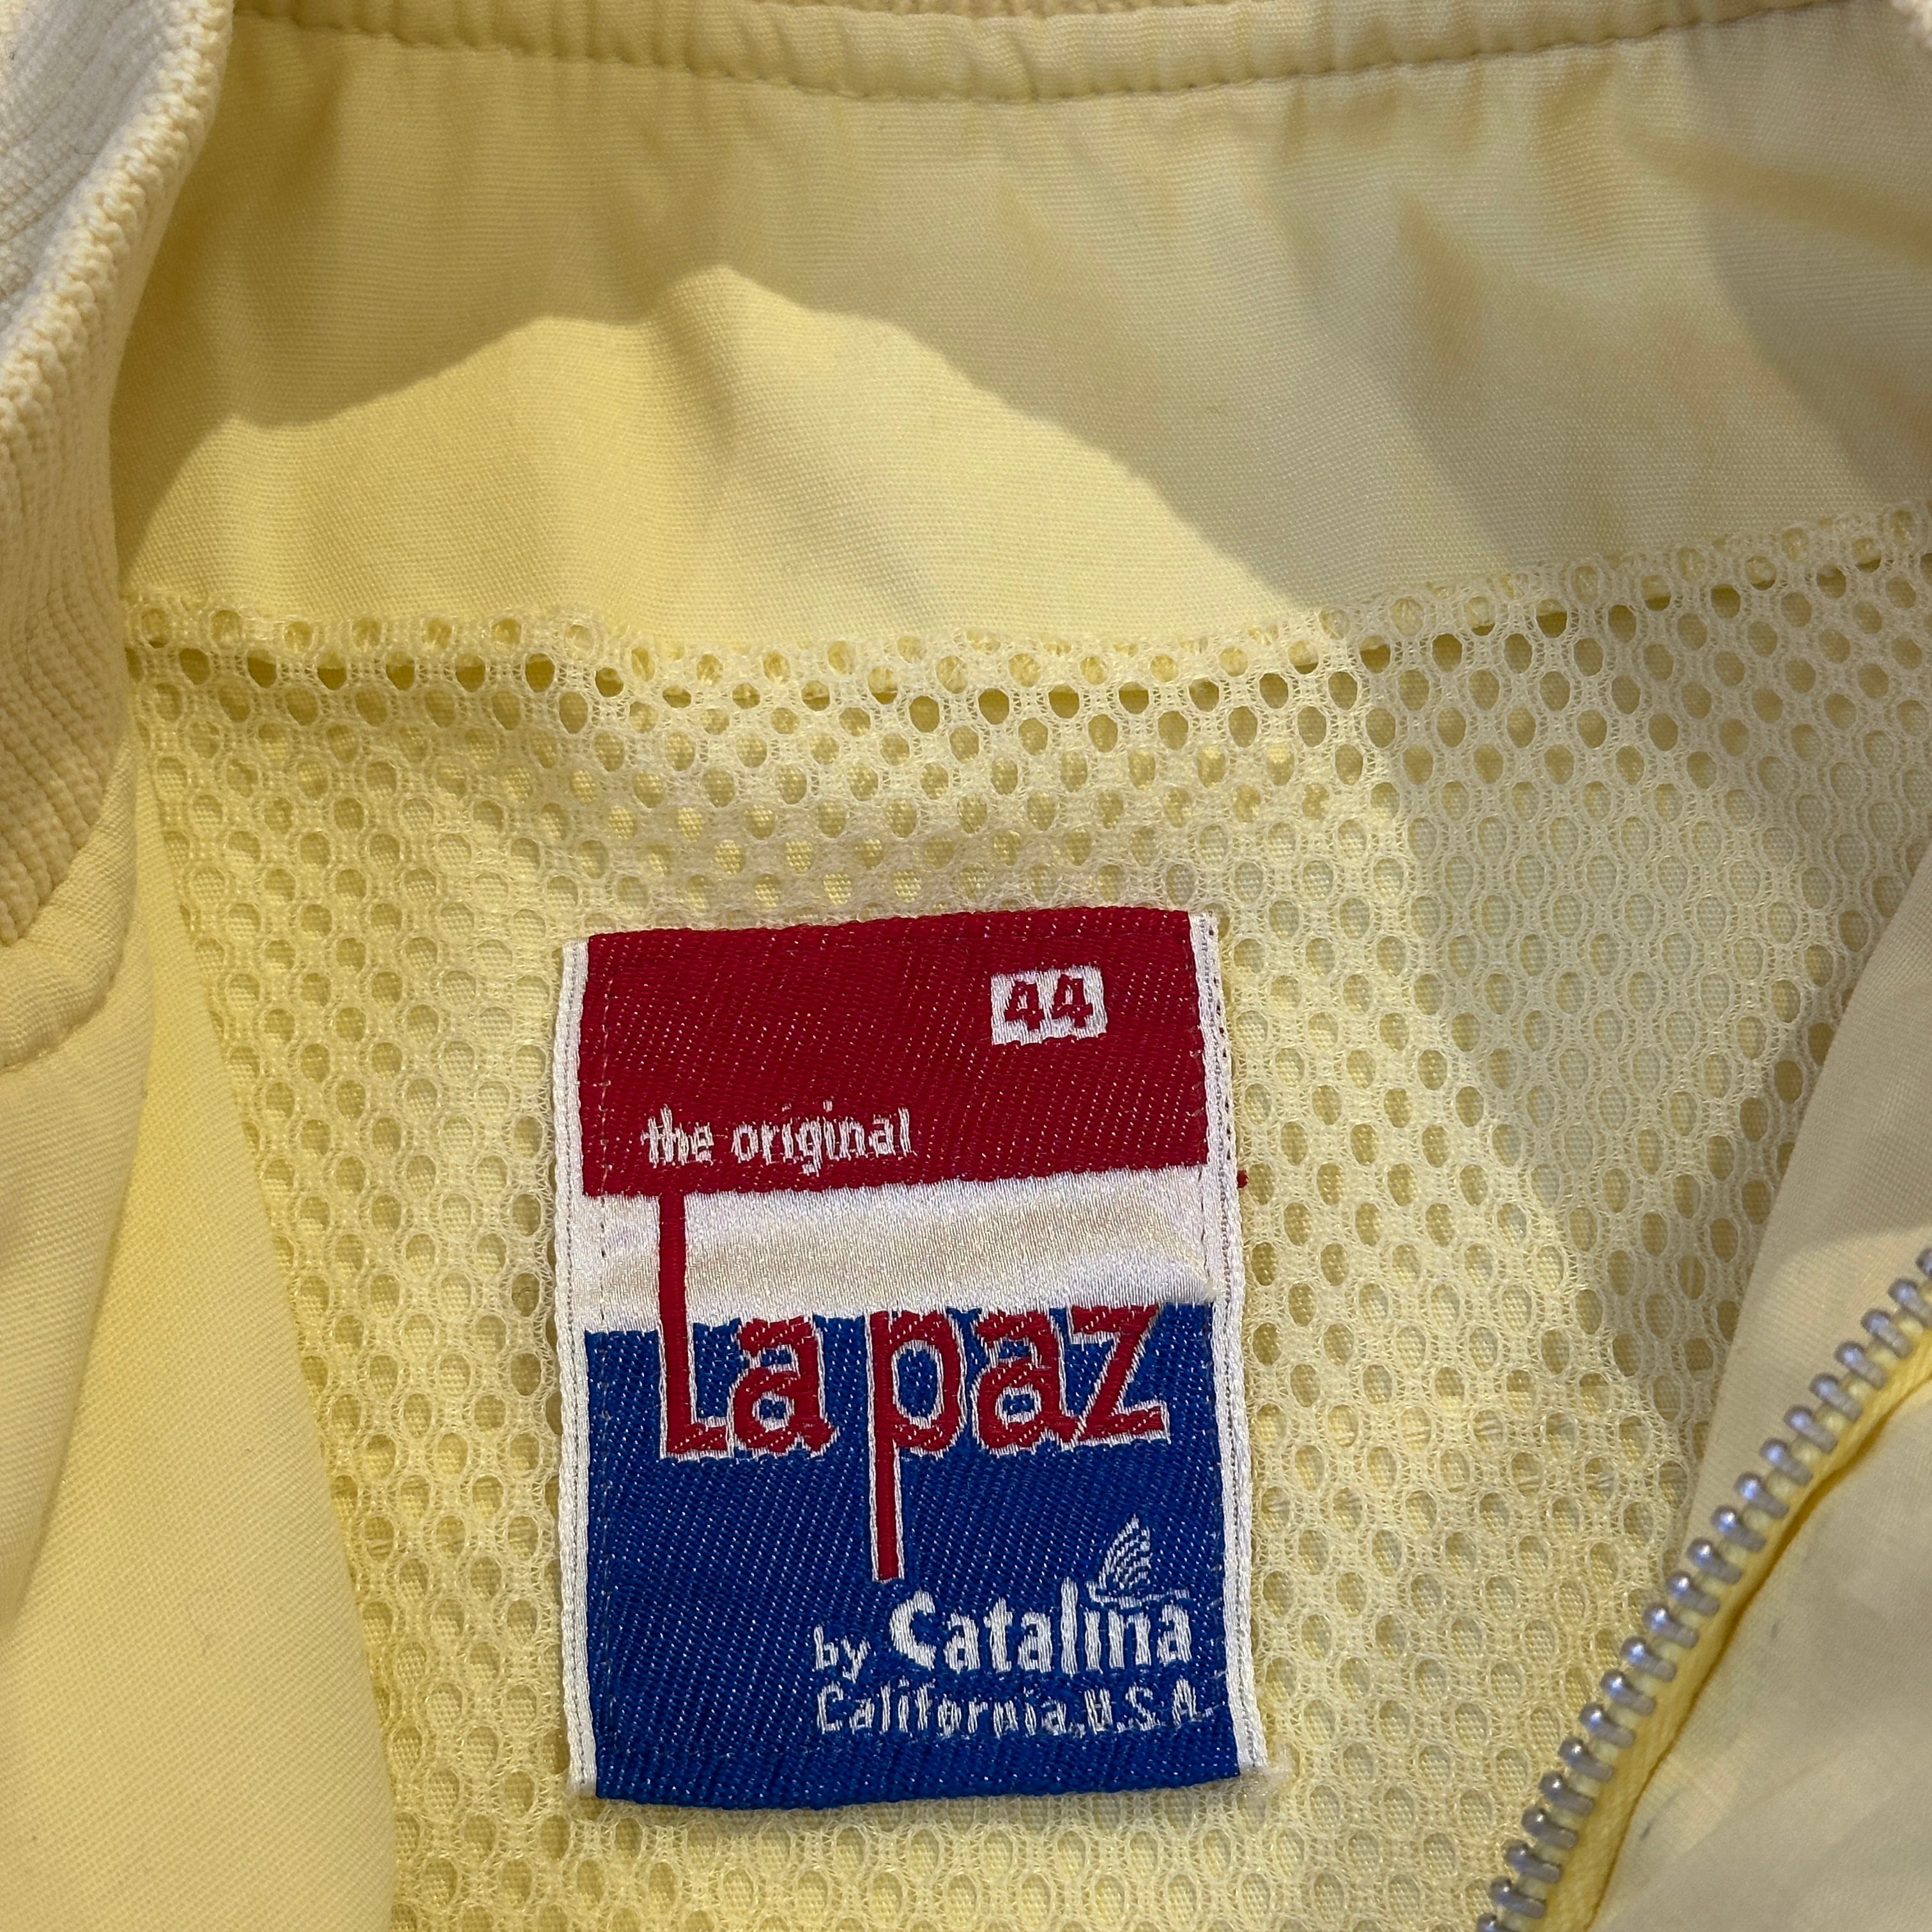 44
the original
La paz
by Catalina
California, U.S.A.